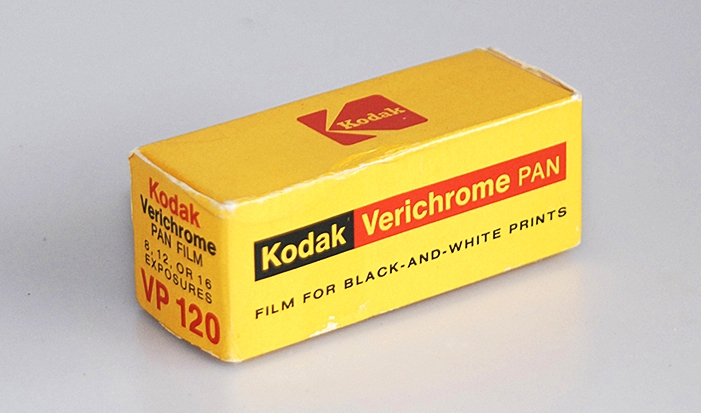 Kodak
Kodak Verichrome PAN
FILM FOR BLACK-AND-WHITE PRINTS
Kodak
Verichrome
PAN FILM
8, 12, OR 16
EXPOSURES
VP 120